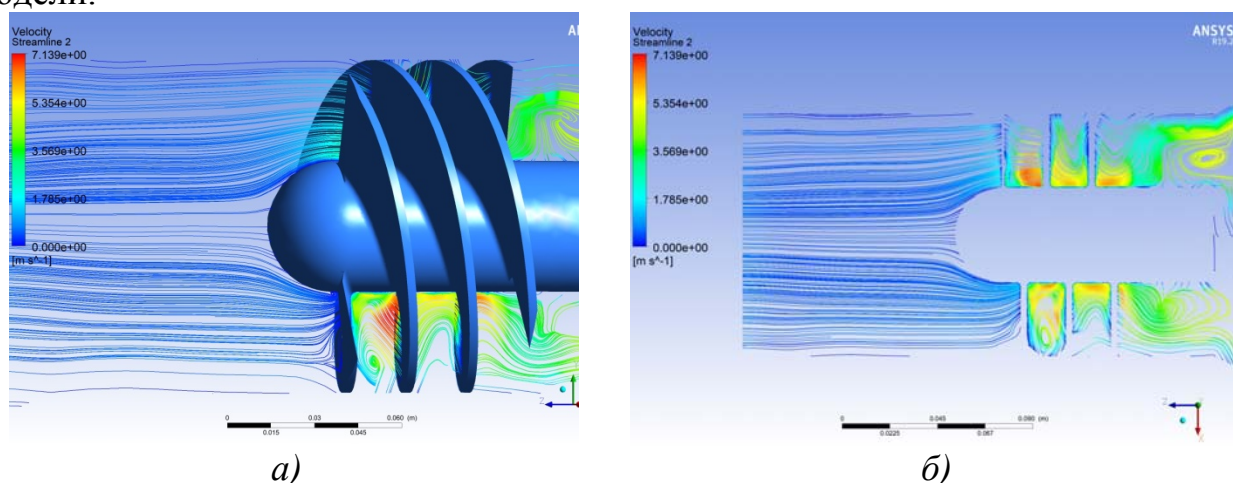 Velocity
Streamline 2
7.139e+00
5.354e+00
3.569e+00
1.785e+00
0.000e+00
[m s^-1]
0 0.03 0.060 (m)
0.015 0.045
Z
а)
Velocity
Streamline 2
7.139e+00
5.354e+00
3.569e+00
1.785e+00
0.000e+00
[m s^-1]
ANSYS
R19.2
0 0.045 0.090 (m)
0.0225 0.067
Z
X
б)